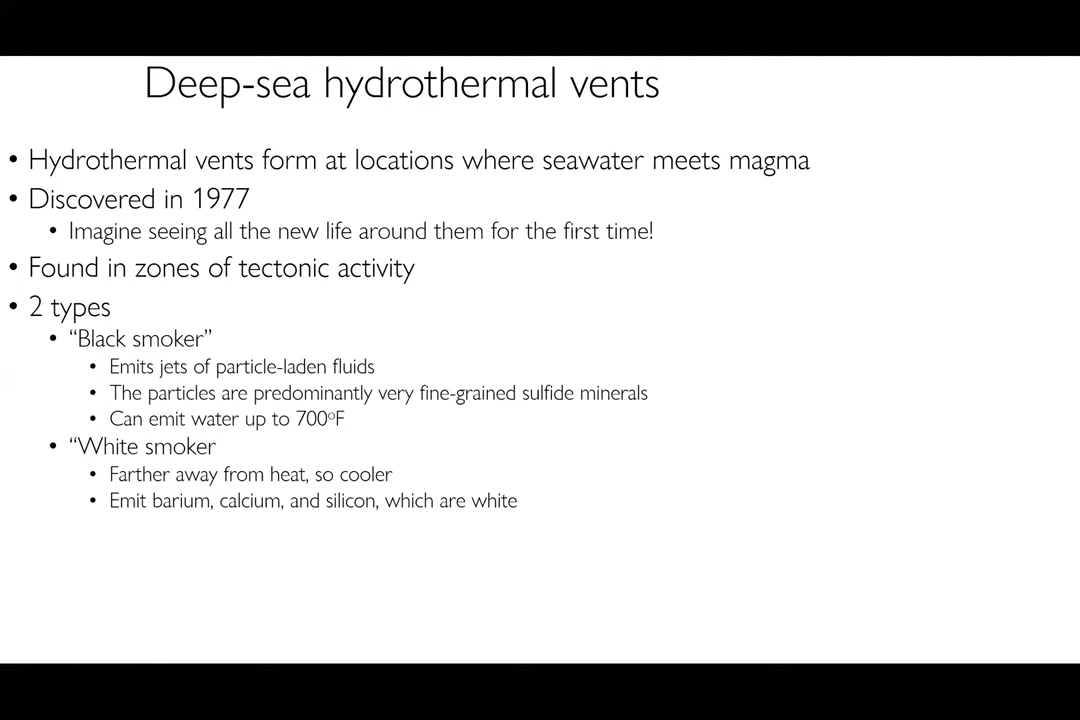 Deep-sea hydrothermal vents
• Hydrothermal vents form at locations where seawater meets magma
• Discovered in 1977
• Imagine seeing all the new life around them for the first time!
• Found in zones of tectonic activity
• 2 types
• “Black smoker”
• Emits jets of particle-laden fluids
• The particles are predominantly very fine-grained sulfide minerals
• Can emit water up to 700°F
• “White smoker
• Farther away from heat, so cooler
• Emit barium, calcium, and silicon, which are white